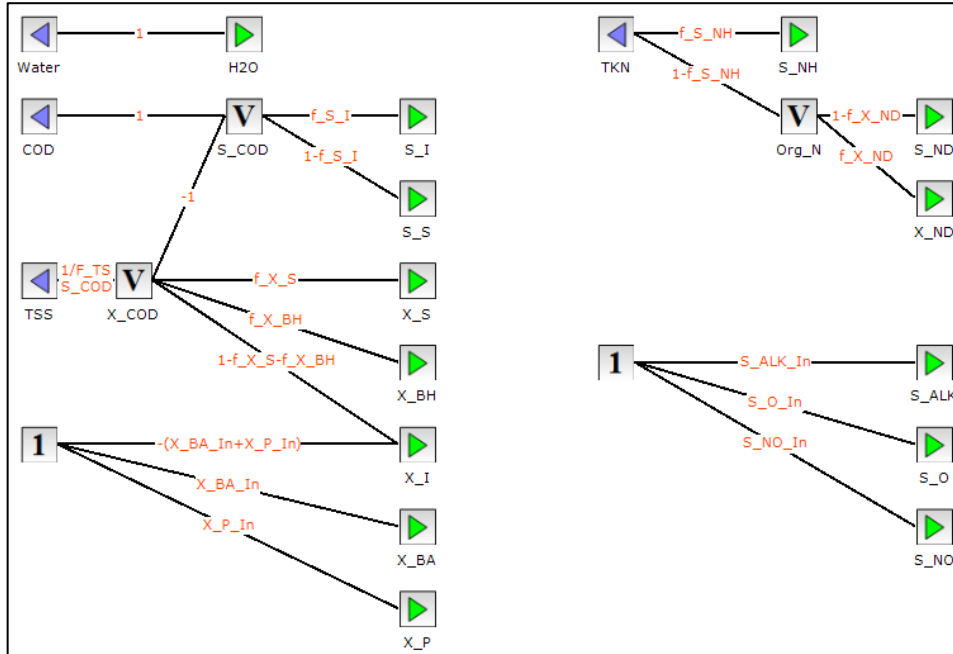 1
f_S_NH
Water
H2O
TKN
S_NH
1-f_S_NH
1
V
f_S_I
V
1-f_X_ND
COD
S_COD
S_I
Org_N
S_ND
1-f_S_I
f_X_ND
-1
S_S
X_ND
1/F_TS
S_COD
V
f_X_S
TSS
X_COD
X_S
f_X_BH
1-f_X_S-f_X_BH
1
S_ALK_In
X_BH
S_ALK
S_O_In
1
-(X_BA_In+X_P_In)
S_NO_In
X_I
S_O
X_BA_In
X_P_In
X_BA
S_NO
X_P